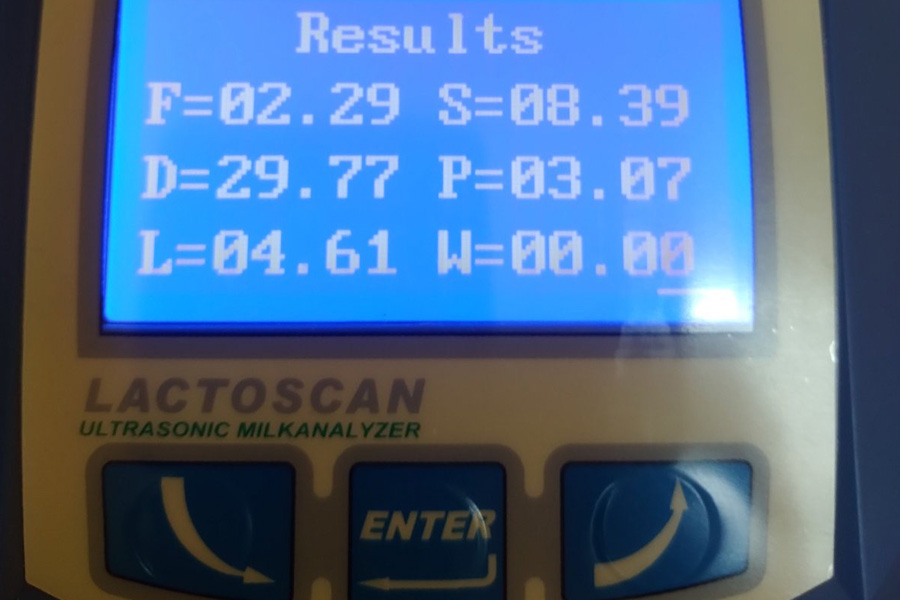 Results
F=02.29 S=08.39
D=29.77 P=03.07
L=04.61 W=00.00
LACTOSCAN
ULTRASONIC MILKANALYZER
ENTER